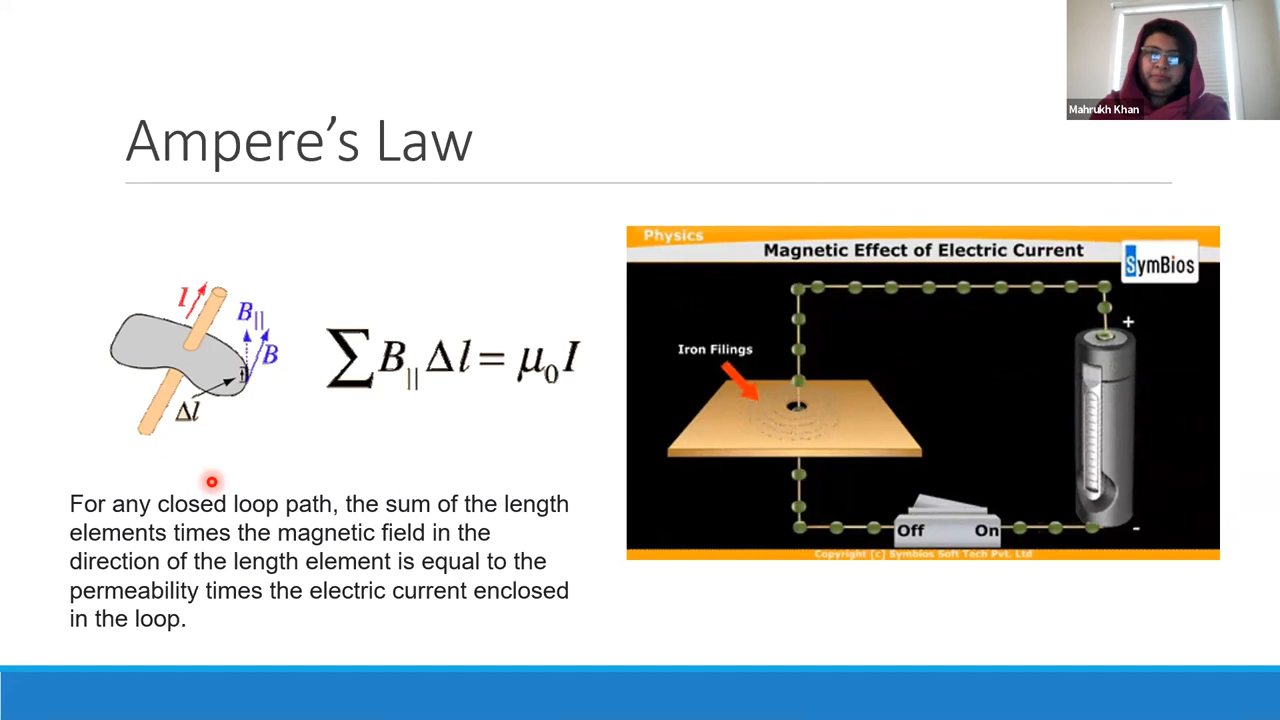 Mahrukh Khan
Ampere’s Law
I
B||
B
Δl
∑ B|| Δl = μ0 I
For any closed loop path, the sum of the length
elements times the magnetic field in the
direction of the length element is equal to the
permeability times the electric current enclosed
in the loop.
Physics
Magnetic Effect of Electric Current
SymBios
+
Iron Filings
Off On
-
Copyright (c) Symbios Soft Tech Pvt. Ltd